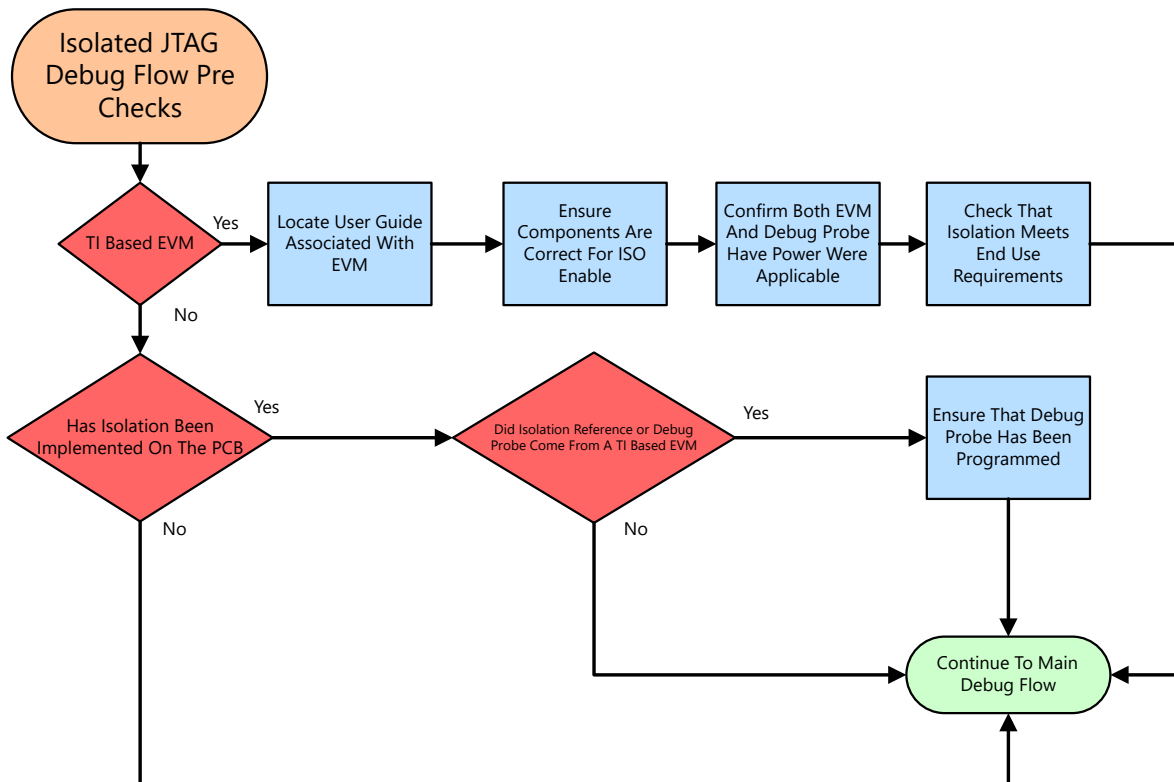 Isolated JTAG
Debug Flow Pre
Checks
TI Based EVM
Yes
Locate User Guide
Associated With
EVM
Ensure
Components Are
Correct For ISO
Enable
Confirm Both EVM
And Debug Probe
Have Power Were
Applicable
Check That
Isolation Meets
End Use
Requirements
No
Has Isolation Been
Implemented On The PCB
Yes
Did Isolation Reference or Debug
Probe Come From A TI Based EVM
Yes
Ensure That Debug
Probe Has Been
Programmed
No
No
Continue To Main
Debug Flow